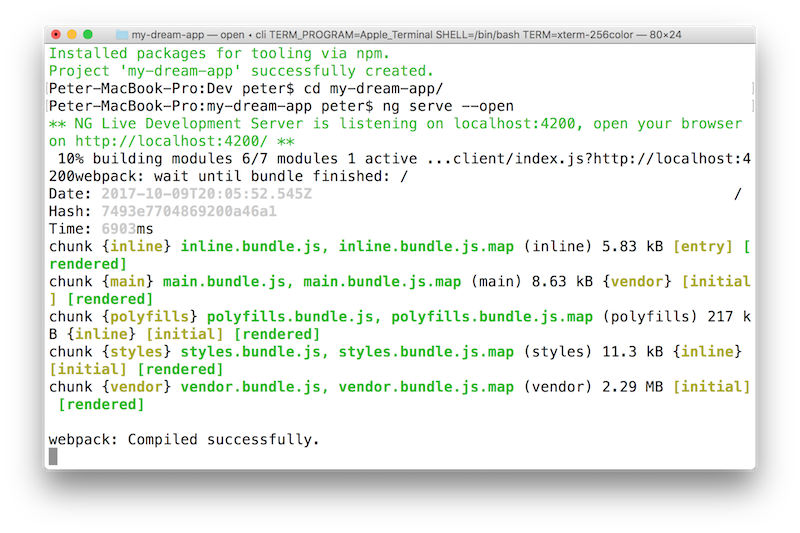 my-dream-app — open • cli TERM_PROGRAM=Apple_Terminal SHELL=/bin/bash TERM=xterm-256color — 80×24
Installed packages for tooling via npm.
Project 'my-dream-app' successfully created.
[Peter-MacBook-Pro:Dev peter$ cd my-dream-app/ ]
[Peter-MacBook-Pro:my-dream-app peter$ ng serve --open ]
** NG Live Development Server is listening on localhost:4200, open your browser
on http://localhost:4200/ **
 10% building modules 6/7 modules 1 active ...client/index.js?http://localhost:4
200webpack: wait until bundle finished: /
Date: 2017-10-09T20:05:52.545Z /
Hash: 7493e7704869200a46a1
Time: 6903ms
chunk {inline} inline.bundle.js, inline.bundle.js.map (inline) 5.83 kB [entry] [
rendered]
chunk {main} main.bundle.js, main.bundle.js.map (main) 8.63 kB {vendor} [initial
] [rendered]
chunk {polyfills} polyfills.bundle.js, polyfills.bundle.js.map (polyfills) 217 k
B {inline} [initial] [rendered]
chunk {styles} styles.bundle.js, styles.bundle.js.map (styles) 11.3 kB {inline}
[initial] [rendered]
chunk {vendor} vendor.bundle.js, vendor.bundle.js.map (vendor) 2.29 MB [initial]
 [rendered]
webpack: Compiled successfully.